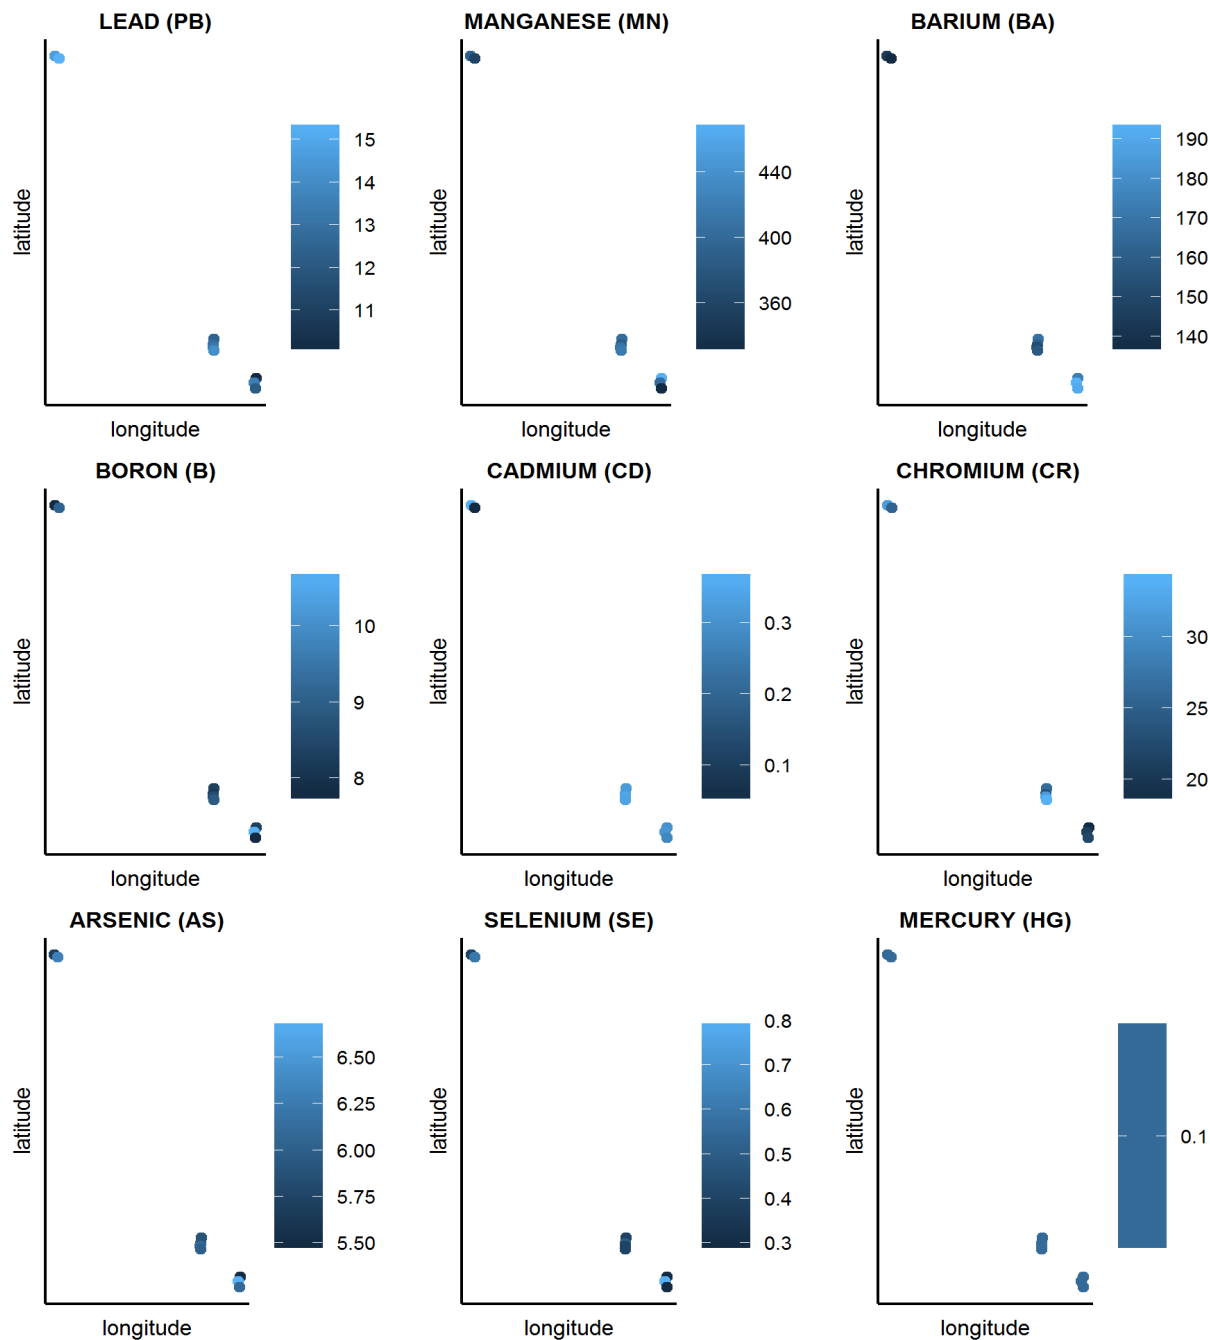 LEAD (PB)
latitude
15
14
13
12
11
longitude
MANGANESE (MN)
latitude
440
400
360
longitude
BARIUM (BA)
latitude
190
180
170
160
150
140
longitude
BORON (B)
latitude
10
9
8
longitude
CADMIUM (CD)
latitude
0.3
0.2
0.1
longitude
CHROMIUM (CR)
latitude
30
25
20
longitude
ARSENIC (AS)
latitude
6.50
6.25
6.00
5.75
5.50
longitude
SELENIUM (SE)
latitude
0.8
0.7
0.6
0.5
0.4
0.3
longitude
MERCURY (HG)
latitude
0.1
longitude